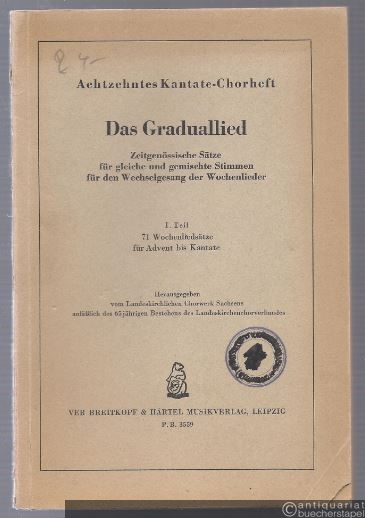 Achtzehntes Kantate-Chorheft
Das Graduallied
Zeitgenössische Sätze
für gleiche und gemischte Stimmen
für den Wechselgesang der Wochenlieder
I. Teil
71 Wochenliedsätze
für Advent bis Kantate
Herausgegeben
vom Landeskirchlichen Chorwerk Sachsens
anläßlich des 65jährigen Bestehens des Landeskirchenchorverbandes
VEB BREITKOPF & HÄRTEL MUSIKVERLAG, LEIPZIG
P. B. 3559
antiquariat
buecherstapel